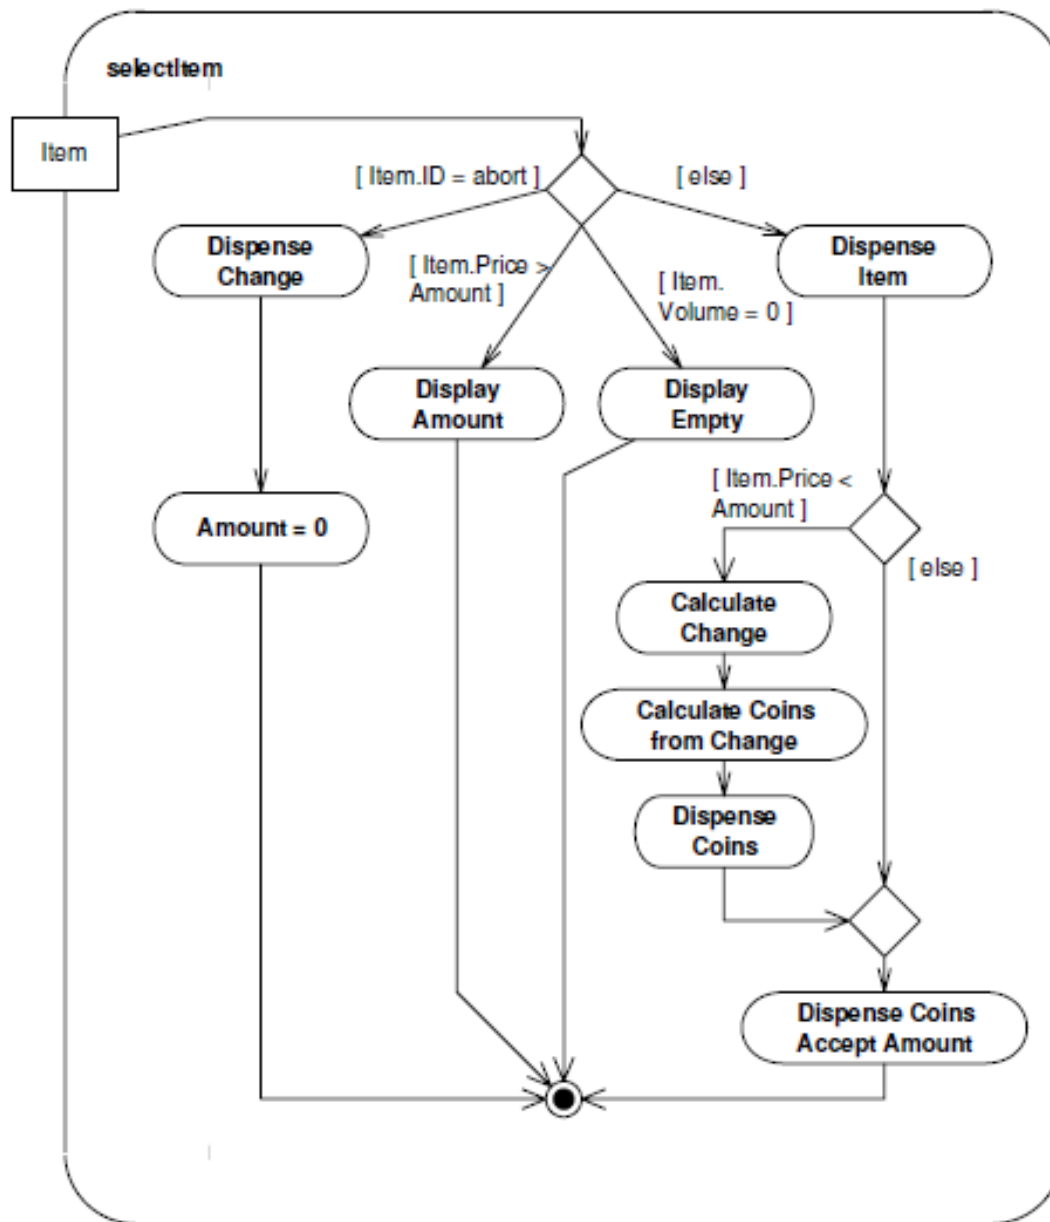 selectItem
Item
[ Item.ID = abort ]
[ else ]
Dispense
Change
[ Item.Price >
Amount ]
[ Item.
Volume = 0 ]
Dispense
Item
Display
Amount
Display
Empty
[ Item.Price <
Amount ]
Amount = 0
[ else ]
Calculate
Change
Calculate Coins
from Change
Dispense
Coins
Dispense Coins
Accept Amount